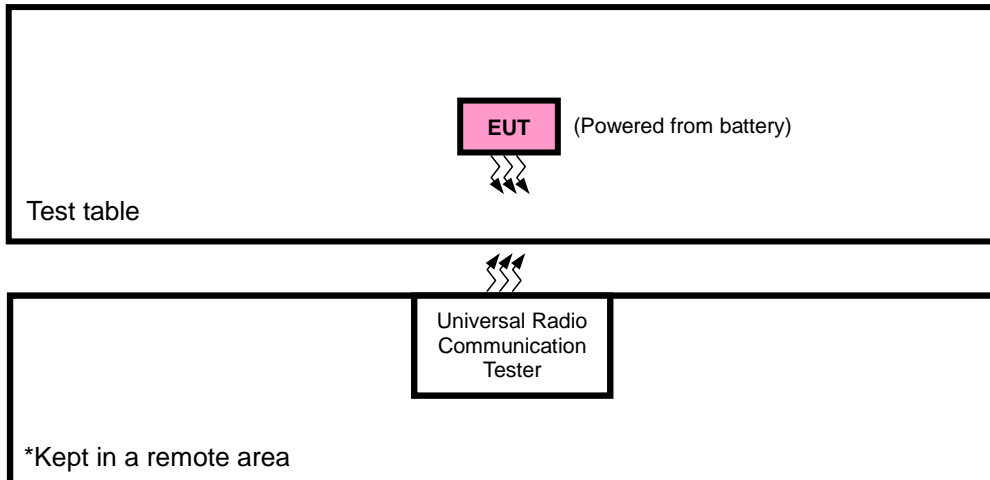 EUT
(Powered from battery)
Test table
Universal Radio
Communication
Tester
*Kept in a remote area